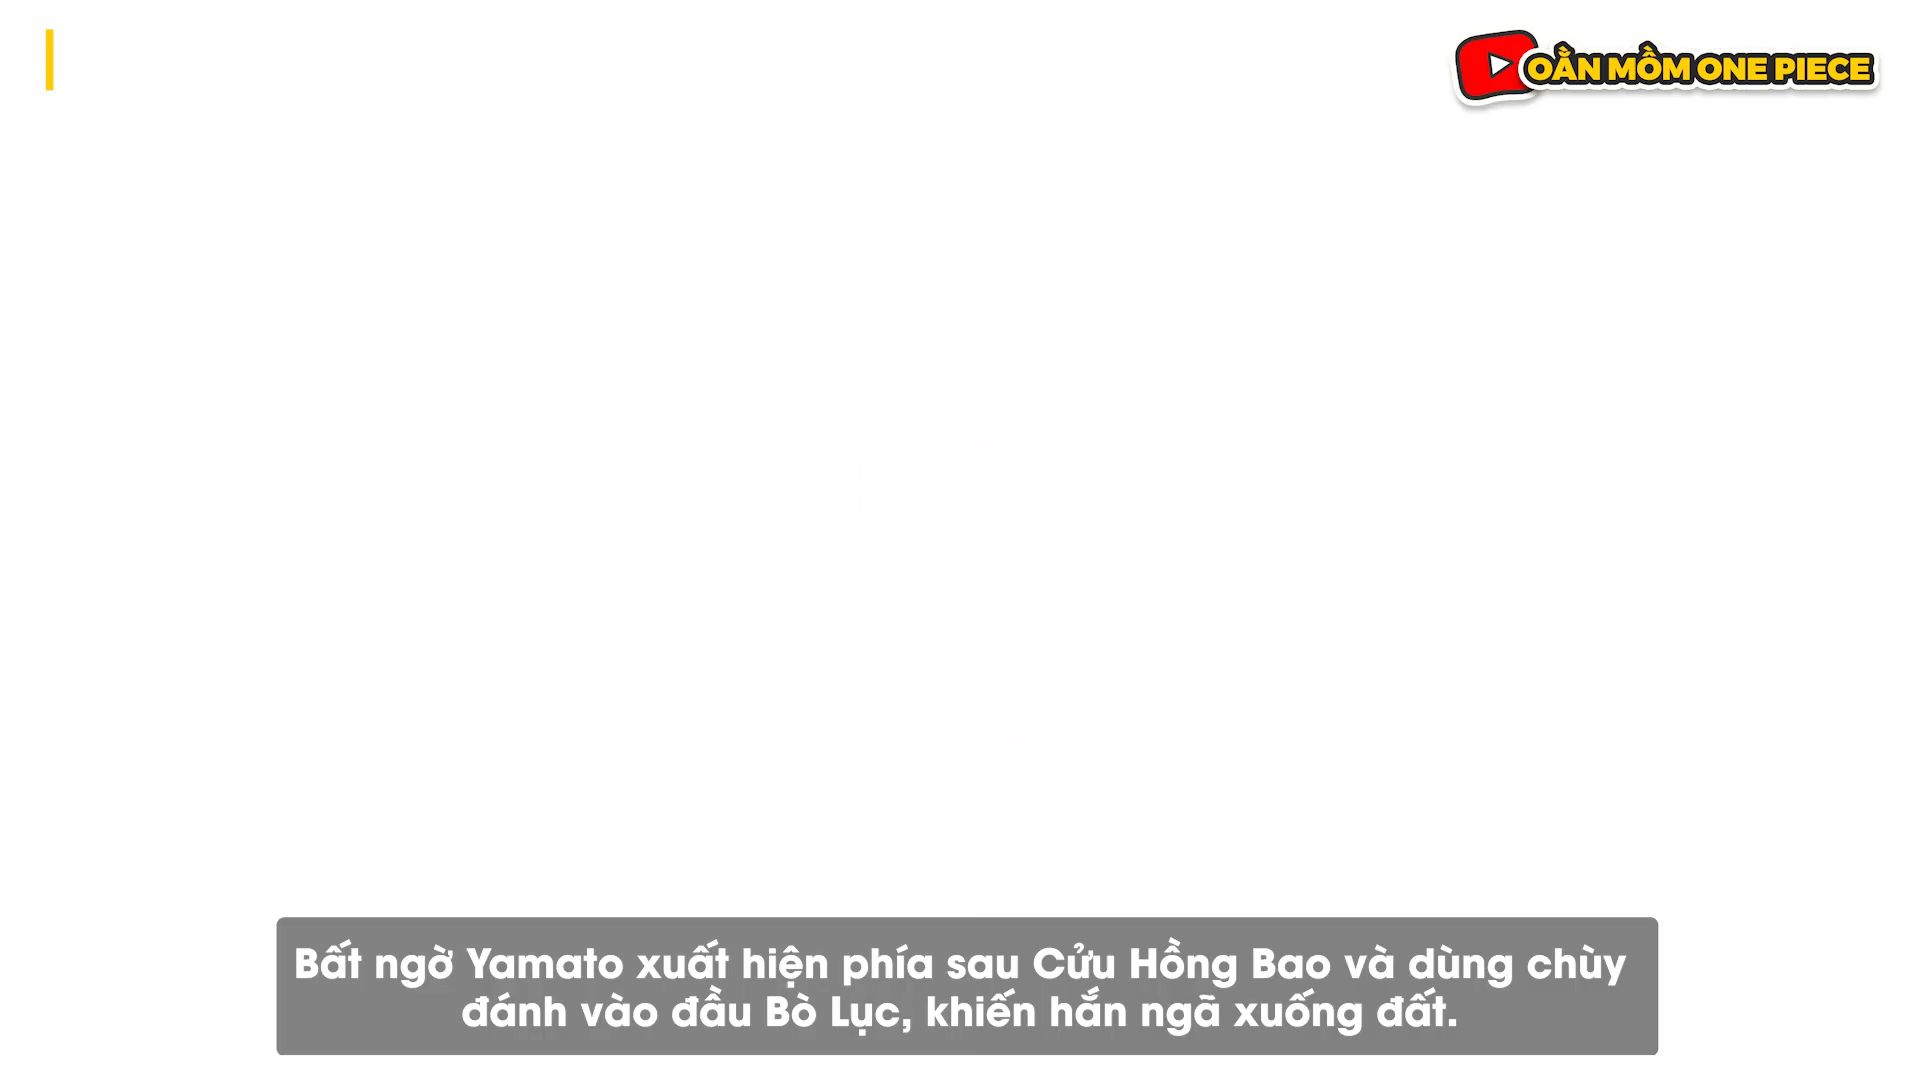 OẰN MỒM ONE PIECE
Bất ngờ Yamato xuất hiện phía sau Cửu Hồng Bao và dùng chùy
đánh vào đầu Bò Lục, khiến hắn ngã xuống đất.